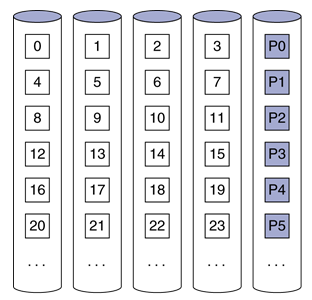 0 1 2 3 P0
4 5 6 7 P1
8 9 10 11 P2
12 13 14 15 P3
16 17 18 19 P4
20 21 22 23 P5
... ... ... ... ...